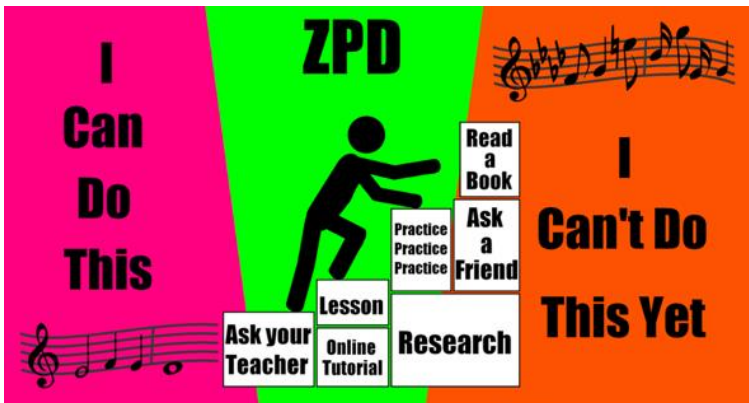 I
Can
Do
This
ZPD
Read
a
Book
Practice
Practice
Practice
Ask
a
Friend
Lesson
Ask your
Teacher
Online
Tutorial
Research
I
Can't Do
This Yet